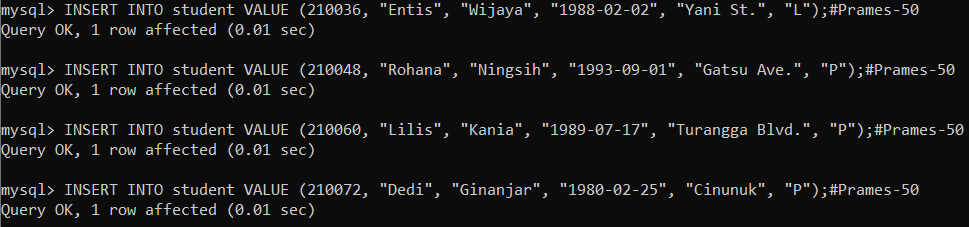 mysql> INSERT INTO student VALUE (210036, "Entis", "Wijaya", "1988-02-02", "Yani St.", "L");#Prames-50
Query OK, 1 row affected (0.01 sec)
mysql> INSERT INTO student VALUE (210048, "Rohana", "Ningsih", "1993-09-01", "Gatsu Ave.", "P");#Prames-50
Query OK, 1 row affected (0.01 sec)
mysql> INSERT INTO student VALUE (210060, "Lilis", "Kania", "1989-07-17", "Turangga Blvd.", "P");#Prames-50
Query OK, 1 row affected (0.01 sec)
mysql> INSERT INTO student VALUE (210072, "Dedi", "Ginanjar", "1980-02-25", "Cinunuk", "P");#Prames-50
Query OK, 1 row affected (0.01 sec)